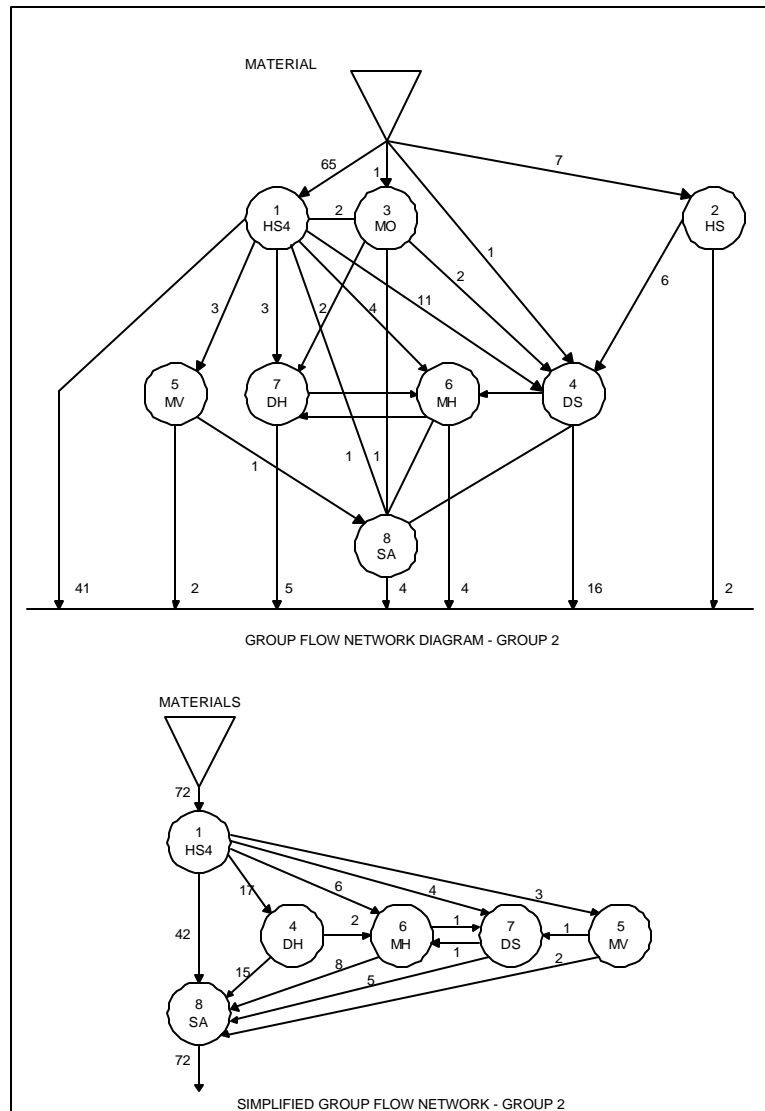 MATERIAL
65
1
7
1
HS4
2
3
MO
2
HS
2
1
6
3
3
2
4
11
5
MV
7
DH
6
MH
4
DS
1
1
1
8
SA
41
2
5
4
4
16
2
GROUP FLOW NETWORK DIAGRAM - GROUP 2
MATERIALS
72
1
HS4
17
6
4
3
42
4
DH
2
6
MH
1
7
DS
1
5
MV
15
8
5
1
2
8
SA
72
SIMPLIFIED GROUP FLOW NETWORK - GROUP 2